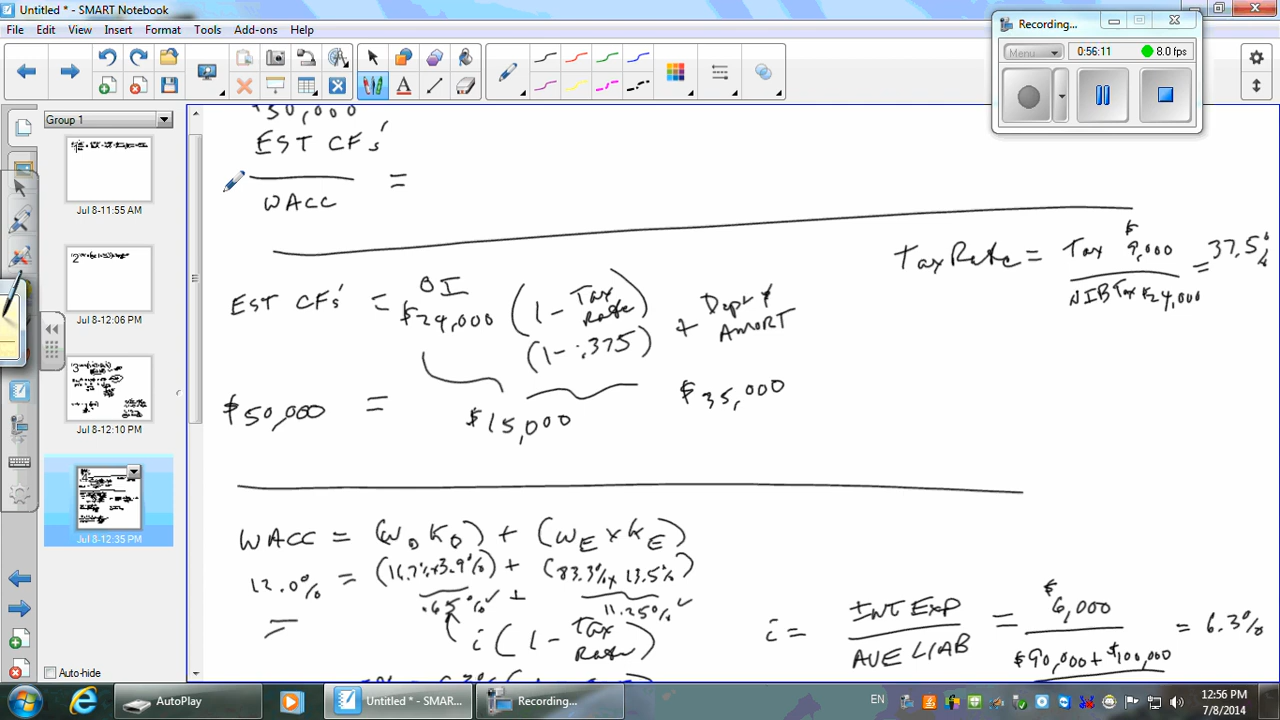 Untitled * - SMART Notebook
File Edit View Insert Format Tools Add-ons Help
Recording...
Menu
0:56:11
8.0 fps
Group 1
Jul 8-11:55 AM
Jul 8-12:06 PM
Jul 8-12:10 PM
Jul 8-12:35 PM
Auto-hide
50,000
EST CF's
WACC
=
Tax Rate = Tax $9,000 = 37.5%
NIBTax $24,000
OI
EST CF's = $24,000 (1 - Tax Rate) + Depr & AMORT
(1 - .375)
$50,000 = $15,000 $35,000
WACC = (WD KD) + (WE x KE)
12.0% = (16.7% x 3.9%) + (83.3% x 13.5%)
= .65% ✓ + 11.25% ✓
i (1 - Tax Rate)
i = INT EXP = $6,000 = 6.3%
AVE LIAB $90,000 + $100,000
AutoPlay
Untitled * - SMAR...
Recording...
EN
12:56 PM
7/8/2014